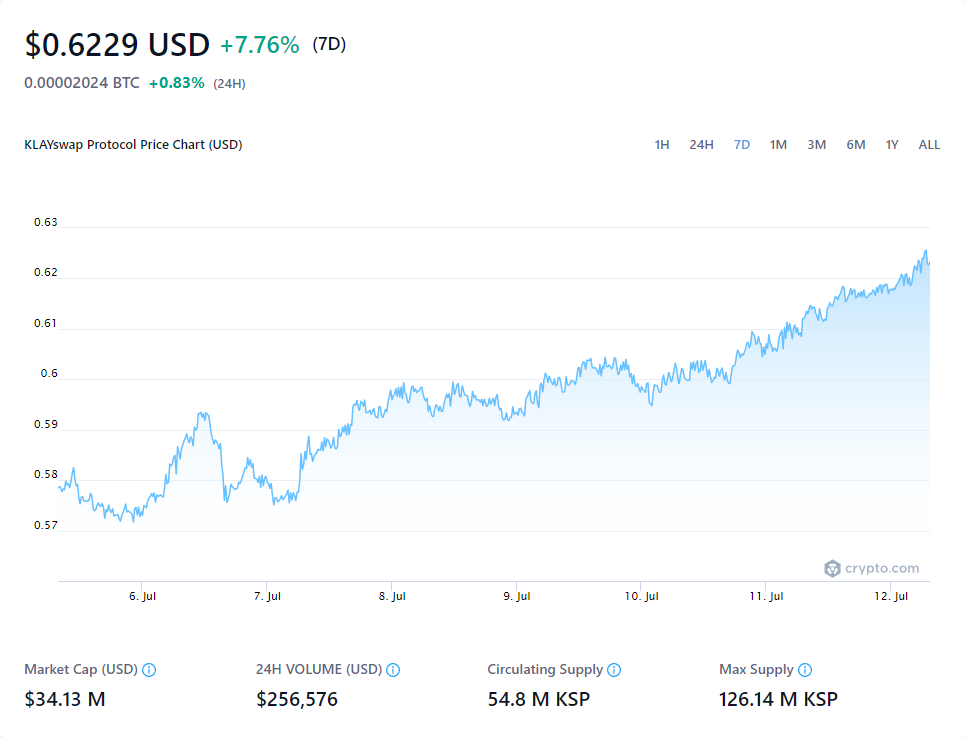 $0.6229 USD +7.76% (7D)
0.00002024 BTC +0.83% (24H)
KLAYswap Protocol Price Chart (USD) 1H 24H 7D 1M 3M 6M 1Y ALL
0.63
0.62
0.61
0.6
0.59
0.58
0.57
crypto.com
6. Jul 7. Jul 8. Jul 9. Jul 10. Jul 11. Jul 12. Jul
Market Cap (USD) 24H VOLUME (USD) Circulating Supply Max Supply
$34.13 M $256,576 54.8 M KSP 126.14 M KSP